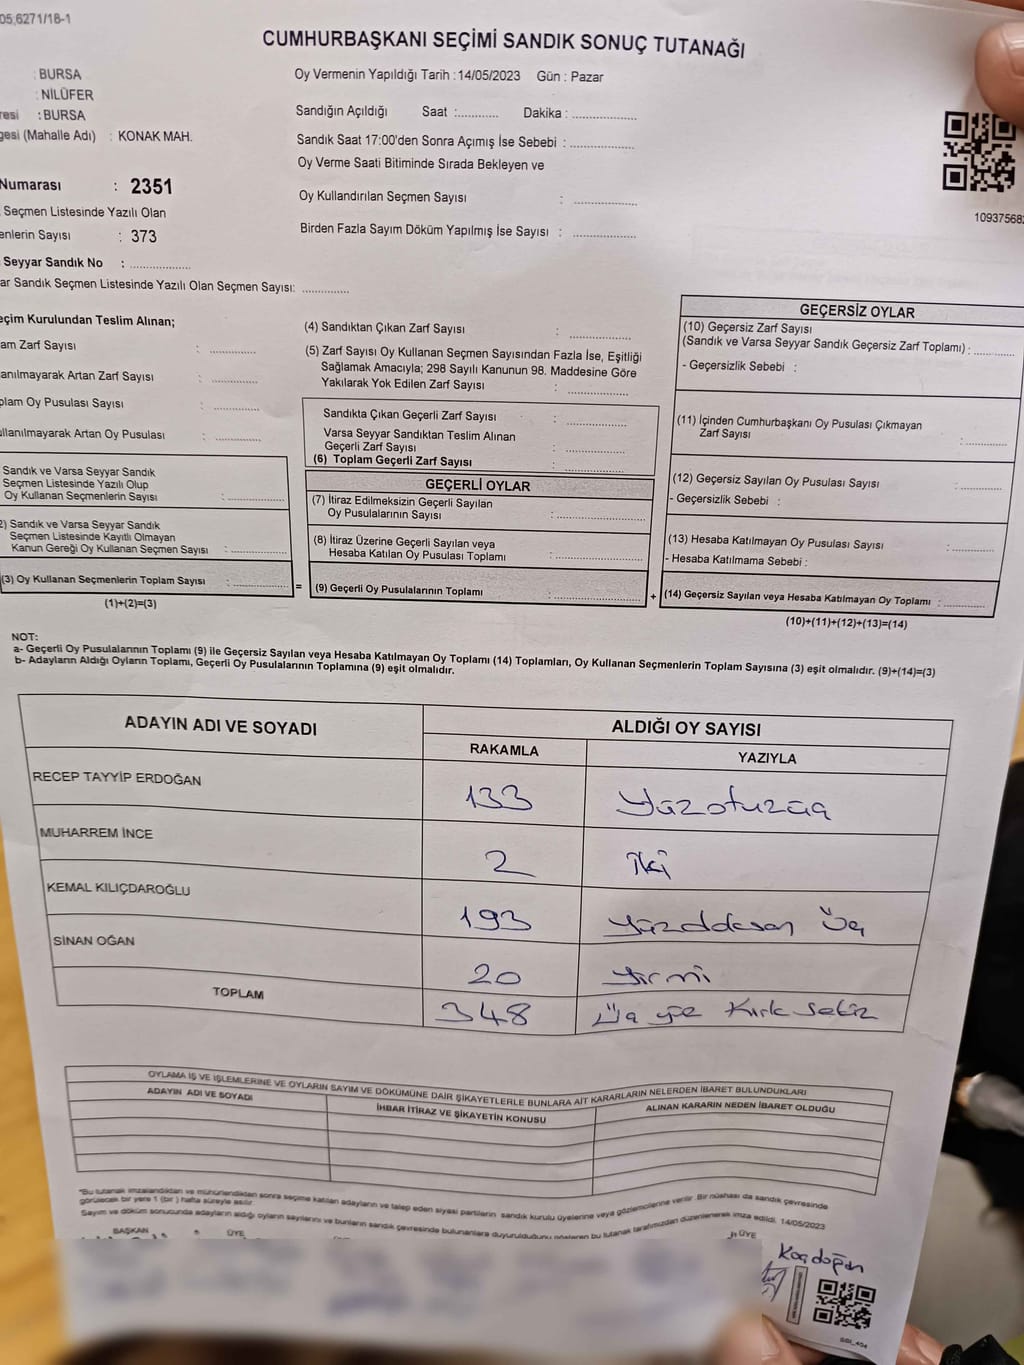 05,6271/18-1
CUMHURBAŞKANI SEÇİMİ SANDIK SONUÇ TUTANAĞI
: BURSA
: NİLÜFER
: BURSA
(Mahalle Adı) : KONAK MAH.
Numarası : 2351
Seçmen Listesinde Yazılı Olan
Sayısı : 373
Seyyar Sandık No : ..................
Sandık Seçmen Listesinde Yazılı Olan Seçmen Sayısı: ..............
Oy Vermenin Yapıldığı Tarih : 14/05/2023 Gün : Pazar
Sandığın Açıldığı Saat :............. Dakika : ...................
Sandık Saat 17:00'den Sonra Açımış İse Sebebi : ...................
Oy Verme Saati Bitiminde Sırada Bekleyen ve
Oy Kullandırılan Seçmen Sayısı : ...................
Birden Fazla Sayım Döküm Yapılmış İse Sayısı : ...................
10937568
Kurulundan Teslim Alınan;
Zarf Sayısı : ..............
Artan Zarf Sayısı : ..............
Oy Pusulası Sayısı : ..............
Artan Oy Pusulası : ..............
Sandık ve Varsa Seyyar Sandık
Seçmen Listesinde Yazılı Olup
Oy Kullanan Seçmenlerin Sayısı : ..............
2) Sandık ve Varsa Seyyar Sandık
Seçmen Listesinde Kayıtlı Olmayan
Kanun Gereği Oy Kullanan Seçmen Sayısı : ..............
(3) Oy Kullanan Seçmenlerin Toplam Sayısı : ..............
(1)+(2)=(3)
=
(4) Sandıktan Çıkan Zarf Sayısı : ..............
(5) Zarf Sayısı Oy Kullanan Seçmen Sayısından Fazla İse, Eşitliği
Sağlamak Amacıyla; 298 Sayılı Kanunun 98. Maddesine Göre
Yakılarak Yok Edilen Zarf Sayısı : ..............
Sandıkta Çıkan Geçerli Zarf Sayısı : ..............
Varsa Seyyar Sandıktan Teslim Alınan
Geçerli Zarf Sayısı : ..............
(6) Toplam Geçerli Zarf Sayısı : ..............
GEÇERLİ OYLAR
(7) İtiraz Edilmeksizin Geçerli Sayılan
Oy Pusulalarının Sayısı : ..............
(8) İtiraz Üzerine Geçerli Sayılan veya
Hesaba Katılan Oy Pusulası Toplamı : ..............
(9) Geçerli Oy Pusulalarının Toplamı : ..............
+
GEÇERSİZ OYLAR
(10) Geçersiz Zarf Sayısı
(Sandık ve Varsa Seyyar Sandık Geçersiz Zarf Toplamı) : ..........
- Geçersizlik Sebebi :
(11) İçinden Cumhurbaşkanı Oy Pusulası Çıkmayan
Zarf Sayısı : ..........
(12) Geçersiz Sayılan Oy Pusulası Sayısı : ..........
- Geçersizlik Sebebi :
(13) Hesaba Katılmayan Oy Pusulası Sayısı : ..........
- Hesaba Katılmama Sebebi :
(14) Geçersiz Sayılan veya Hesaba Katılmayan Oy Toplamı : ..........
(10)+(11)+(12)+(13)=(14)
NOT:
a- Geçerli Oy Pusulalarının Toplamı (9) ile Geçersiz Sayılan veya Hesaba Katılmayan Oy Toplamı (14) Toplamları, Oy Kullanan Seçmenlerin Toplam Sayısına (3) eşit olmalıdır. (9)+(14)=(3)
b- Adayların Aldığı Oyların Toplamı, Geçerli Oy Pusulalarının Toplamına (9) eşit olmalıdır.
ADAYIN ADI VE SOYADI ALDIĞI OY SAYISI
RAKAMLA YAZIYLA
RECEP TAYYİP ERDOĞAN 133 Yüzotuzüç
MUHARREM İNCE 2 iki
KEMAL KILIÇDAROĞLU 193 Yüzddksan Üç
SİNAN OĞAN 20 Yirmi
TOPLAM 348 Üç yüz Kırk sekiz
OYLAMA İŞ VE İŞLEMLERİNE VE OYLARIN SAYIM VE DÖKÜMÜNE DAİR ŞİKAYETLERLE BUNLARA AİT KARARLARIN NELERDEN İBARET BULUNDUKLARI
ADAYIN ADI VE SOYADI İHBAR İTİRAZ VE ŞİKAYETİN KONUSU ALINAN KARARIN NEDEN İBARET OLDUĞU
*Bu tutanak imzalandıktan ve mühürlendikten sonra seçime katılan adayların ve talep eden siyasi partilerin sandık kurulu üyelerine veya gözlemcilerine verilir. Bir nüshası da sandık çevresinde
görülecek bir yere 1 (bir) hafta süreyle asılır.
Sayım ve döküm sonucunda adayların aldığı oyların sayılarını ve bunların sandık çevresinde bulunanlara duyurulduğunu gösteren bu tutanak tarafımızdan düzenlenerek imza edildi. 14/05/2023
BAŞKAN ÜYE ÜYE
Koçdoğan